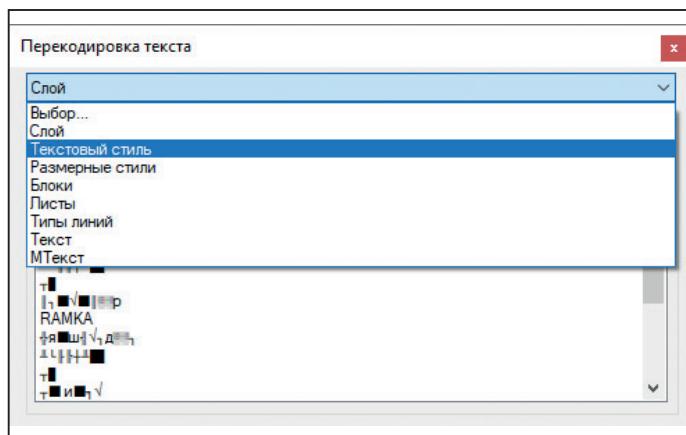 Перекодировка текста
x
Слой
Выбор...
Слой
Текстовый стиль
Размерные стили
Блоки
Листы
Типы линий
Текст
МТекст
RAMKA